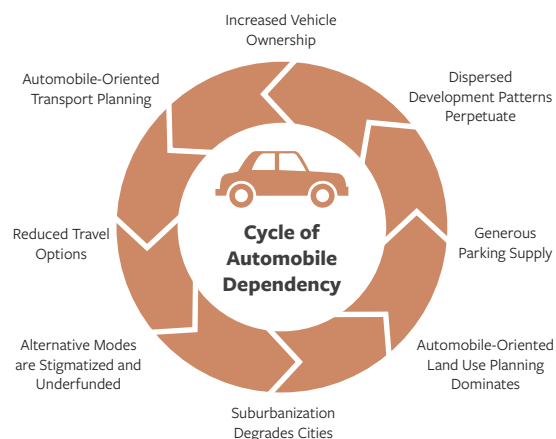 Increased Vehicle
Ownership
Dispersed
Development Patterns
Perpetuate
Generous
Parking Supply
Automobile-Oriented
Land Use Planning
Dominates
Suburbanization
Degrades Cities
Alternative Modes
are Stigmatized and
Underfunded
Reduced Travel
Options
Automobile-Oriented
Transport Planning
Cycle of
Automobile
Dependency